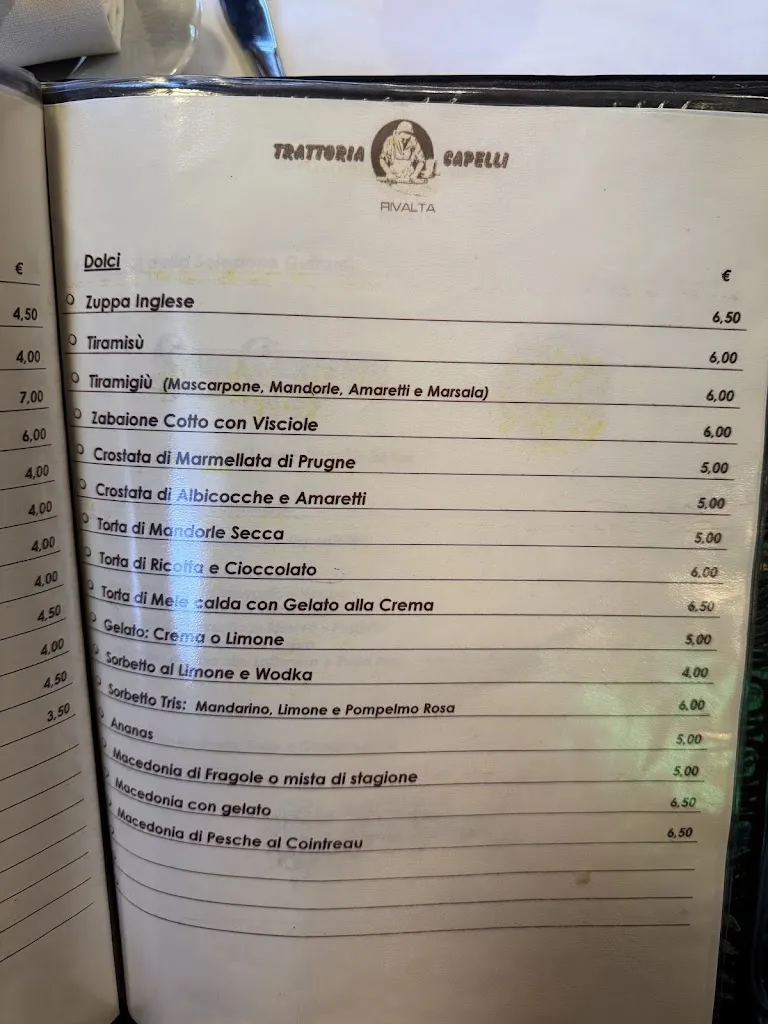 €
4,50
4,00
7,00
6,00
4,00
4,00
4,00
4,00
4,50
4,00
4,50
3,50
TRATTORIA CAPELLI
RIVALTA
Dolci €
Zuppa Inglese 6,50
Tiramisù 6,00
Tiramigiù (Mascarpone, Mandorle, Amaretti e Marsala) 6,00
Zabaione Cotto con Visciole 6,00
Crostata di Marmellata di Prugne 5,00
Crostata di Albicocche e Amaretti 5,00
Torta di Mandorle Secca 5,00
Torta di Ricotta e Cioccolato 6,00
Torta di Mele calda con Gelato alla Crema 6,50
Gelato: Crema o Limone 5,00
Sorbetto al Limone e Wodka 4,00
Sorbetto Tris: Mandarino, Limone e Pompelmo Rosa 6,00
Ananas 5,00
Macedonia di Fragole o mista di stagione 5,00
Macedonia con gelato 6,50
Macedonia di Pesche al Cointreau 6,50